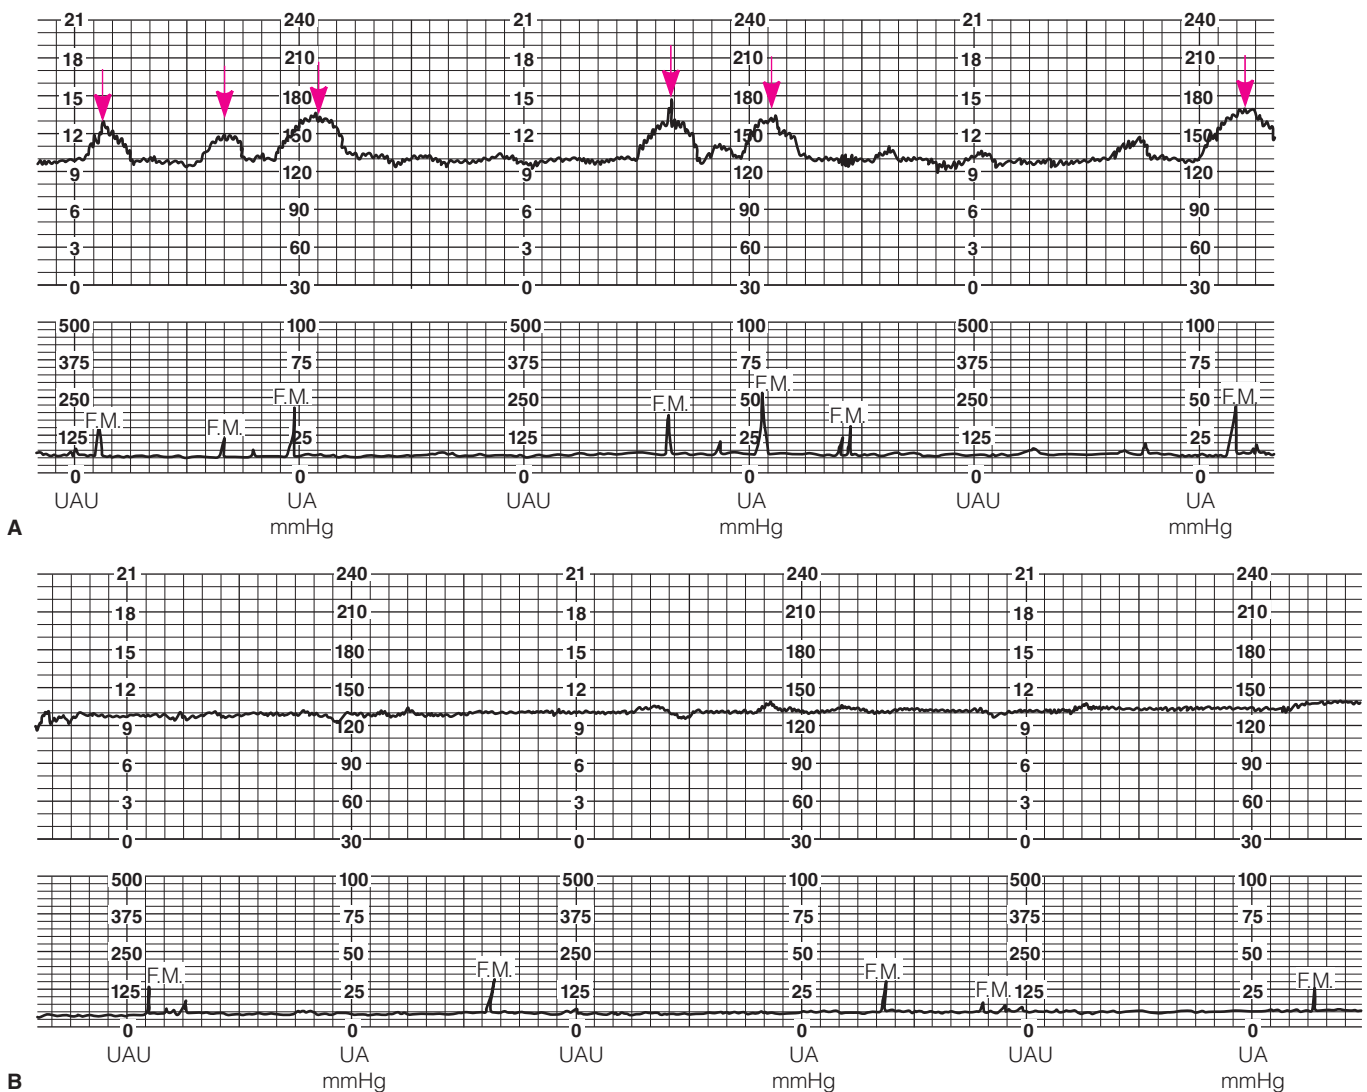 21 240 21 240 21 240
18 210 18 210 18 210
15 180 15 180 15 180
12 150 12 150 12 150
9 120 9 120 9 120
6 90 6 90 6 90
3 60 3 60 3 60
0 30 0 30 0 30
500 100 500 100 500 100
375 75 375 75 375 75
250 F.M. 250 F.M. 50 F.M. 250 50 F.M.
125 F.M. F.M. 25 125 25 F.M. 125 25
0 0 0 0 0 0
UAU UA UAU UA UAU UA
A mmHg mmHg mmHg
21 240 21 240 21 240
18 210 18 210 18 210
15 180 15 180 15 180
12 150 12 150 12 150
9 120 9 120 9 120
6 90 6 90 6 90
3 60 3 60 3 60
0 30 0 30 0 30
500 100 500 100 500 100
375 75 375 75 375 75
250 50 250 50 250 50
F.M. F.M. F.M. F.M.
125 25 125 25 F.M. 125 25
0 0 0 0 0 0
UAU UA UAU UA UAU UA
B mmHg mmHg mmHg